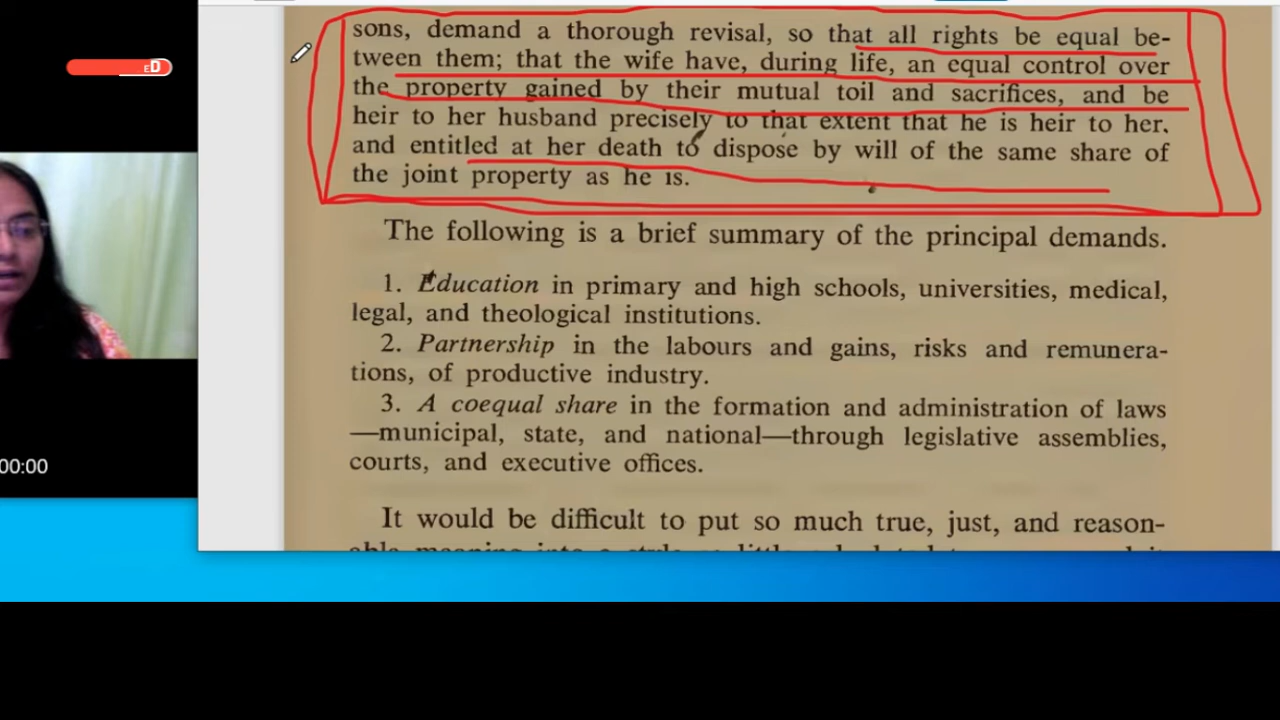 sons, demand a thorough revisal, so that all rights be equal be-
tween them; that the wife have, during life, an equal control over
the property gained by their mutual toil and sacrifices, and be
heir to her husband precisely to that extent that he is heir to her.
and entitled at her death to dispose by will of the same share of
the joint property as he is.
The following is a brief summary of the principal demands.
1. Education in primary and high schools, universities, medical,
legal, and theological institutions.
2. Partnership in the labours and gains, risks and remunera-
tions, of productive industry.
3. A coequal share in the formation and administration of laws
—municipal, state, and national—through legislative assemblies,
courts, and executive offices.
It would be difficult to put so much true, just, and reason-
ED
00:00